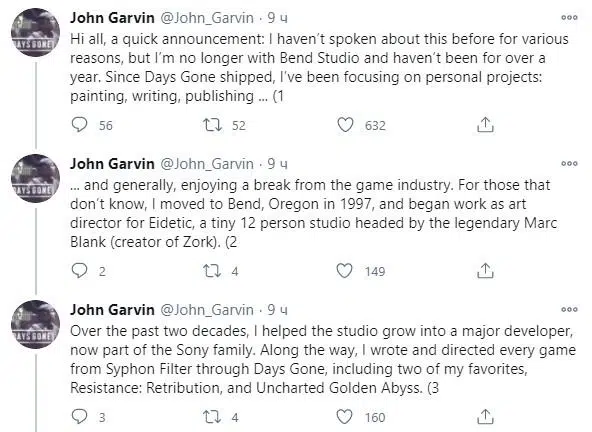 John Garvin @John_Garvin · 9 ч
Hi all, a quick announcement: I haven't spoken about this before for various
reasons, but I'm no longer with Bend Studio and haven't been for over a
year. Since Days Gone shipped, I've been focusing on personal projects:
painting, writing, publishing ... (1
56 52 632
John Garvin @John_Garvin · 9 ч
... and generally, enjoying a break from the game industry. For those that
don't know, I moved to Bend, Oregon in 1997, and began work as art
director for Eidetic, a tiny 12 person studio headed by the legendary Marc
Blank (creator of Zork). (2
2 4 149
John Garvin @John_Garvin · 9 ч
Over the past two decades, I helped the studio grow into a major developer,
now part of the Sony family. Along the way, I wrote and directed every game
from Syphon Filter through Days Gone, including two of my favorites,
Resistance: Retribution, and Uncharted Golden Abyss. (3
3 4 160